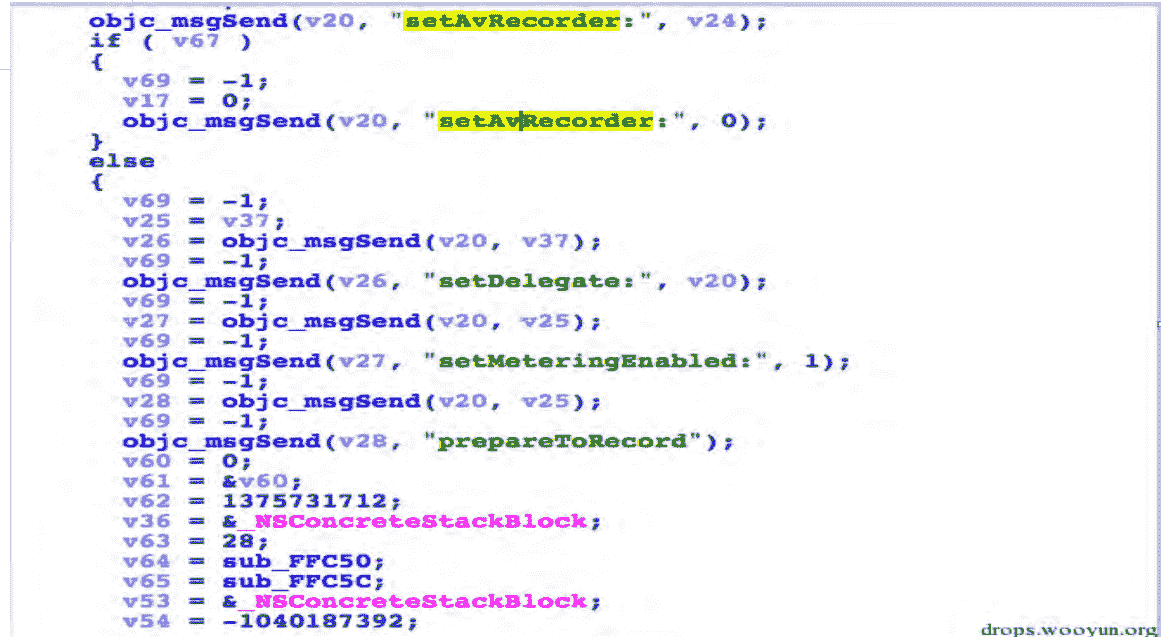 objc_msgSend(v20, "setAvRecorder:", v24);
if ( v67 )
{
v69 = -1;
v17 = 0;
objc_msgSend(v20, "setAvRecorder:", 0);
}
else
{
v69 = -1;
v25 = v37;
v26 = objc_msgSend(v20, v37);
v69 = -1;
objc_msgSend(v26, "setDelegate:", v20);
v69 = -1;
v27 = objc_msgSend(v20, v25);
v69 = -1;
objc_msgSend(v27, "setMeteringEnabled:", 1);
v69 = -1;
v28 = objc_msgSend(v20, v25);
v69 = -1;
objc_msgSend(v28, "prepareToRecord");
v60 = 0;
v61 = &v60;
v62 = 1375731712;
v36 = &_NSConcreteStackBlock;
v63 = 28;
v64 = sub_FFC50;
v65 = sub_FFC5C;
v53 = &_NSConcreteStackBlock;
v54 = -1040187392;
drops.wooyun.org